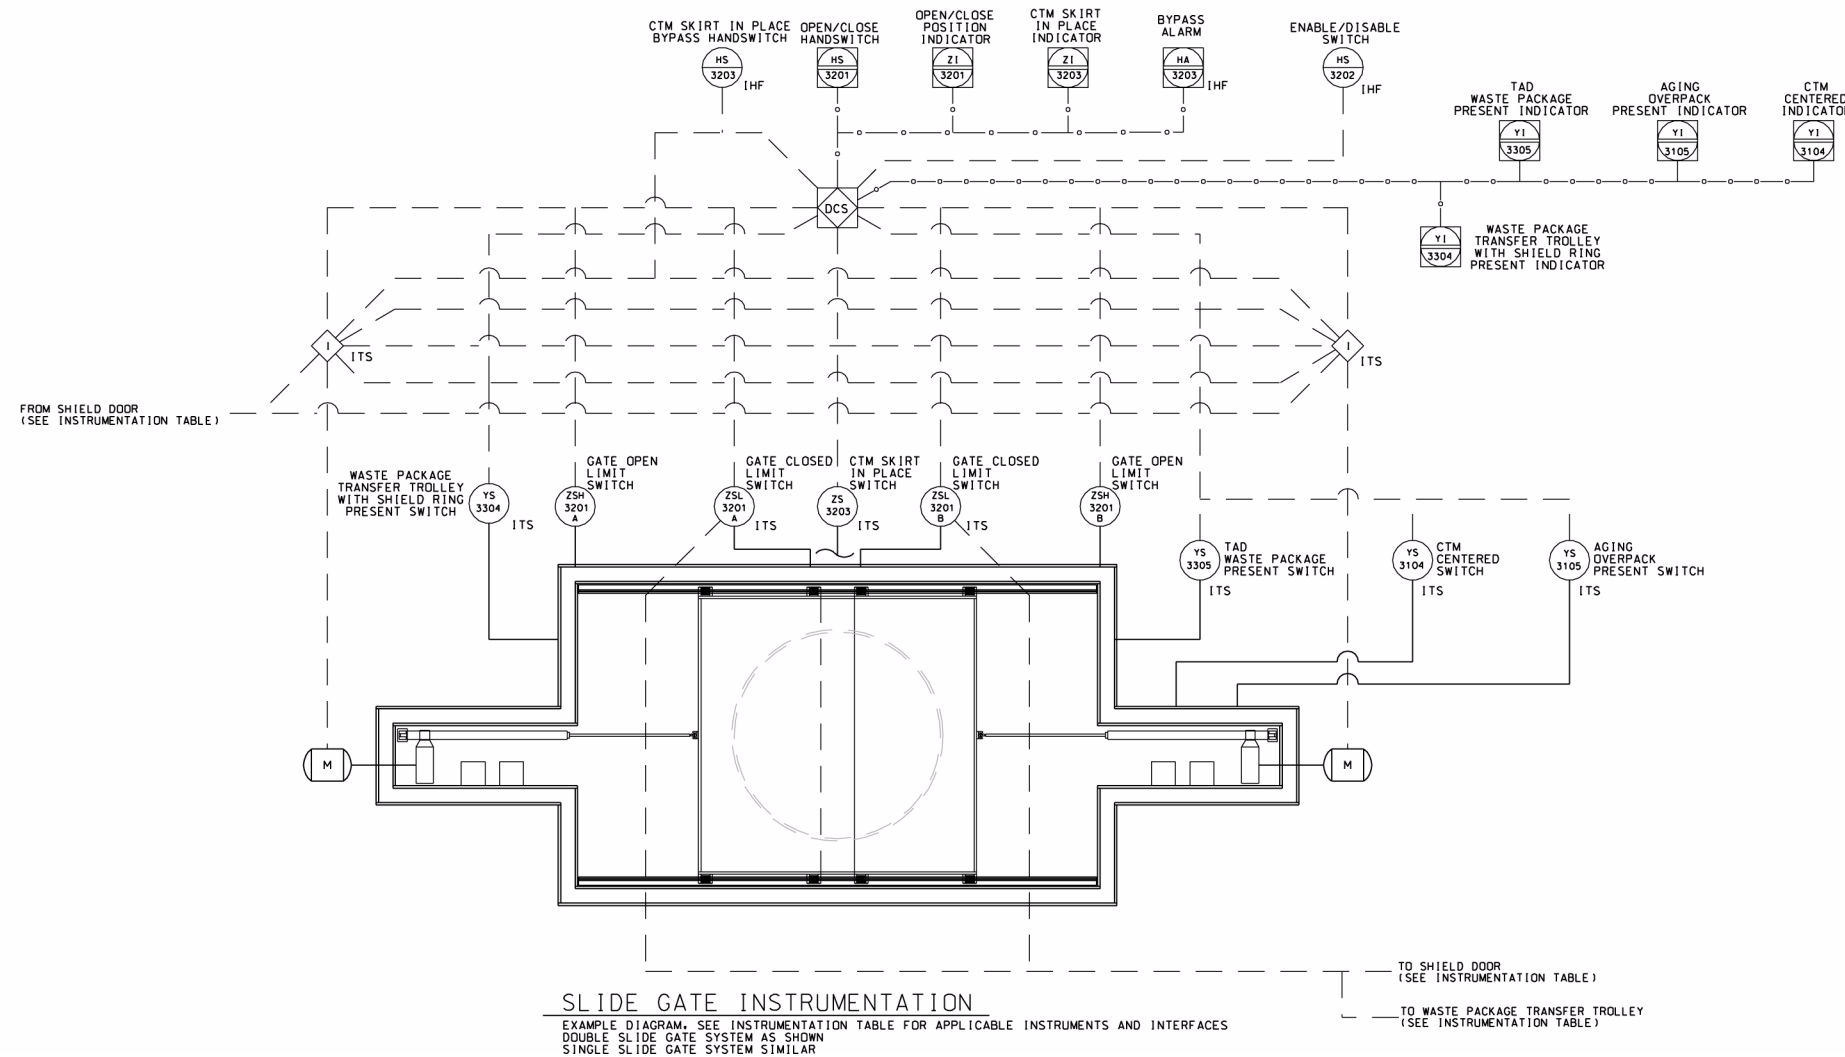 CTM SKIRT IN PLACE
BYPASS HANDSWITCH
HS
3203
IHF
OPEN/CLOSE
HANDSWITCH
HS
3201
OPEN/CLOSE
POSITION
INDICATOR
ZI
3201
CTM SKIRT
IN PLACE
INDICATOR
ZI
3203
BYPASS
ALARM
HA
3203
IHF
ENABLE/DISABLE
SWITCH
HS
3202
IHF
TAD
WASTE PACKAGE
PRESENT INDICATOR
YI
3305
AGING
OVERPACK
PRESENT INDICATOR
YI
3105
CTM
CENTERED
INDICATOR
YI
3104
DCS
YI
3304
WASTE PACKAGE
TRANSFER TROLLEY
WITH SHIELD RING
PRESENT INDICATOR
I
ITS
I
ITS
FROM SHIELD DOOR
(SEE INSTRUMENTATION TABLE)
WASTE PACKAGE
TRANSFER TROLLEY
WITH SHIELD RING
PRESENT SWITCH
YS
3304
ITS
GATE OPEN
LIMIT
SWITCH
ZSH
3201
A
GATE CLOSED
LIMIT
SWITCH
ZSL
3201
A
ITS
CTM SKIRT
IN PLACE
SWITCH
ZS
3203
ITS
GATE CLOSED
LIMIT
SWITCH
ZSL
3201
B
ITS
GATE OPEN
LIMIT
SWITCH
ZSH
3201
B
YS
3305
TAD
WASTE PACKAGE
PRESENT SWITCH
ITS
YS
3104
CTM
CENTERED
SWITCH
ITS
YS
3105
AGING
OVERPACK
PRESENT SWITCH
ITS
M
M
TO SHIELD DOOR
(SEE INSTRUMENTATION TABLE)
TO WASTE PACKAGE TRANSFER TROLLEY
(SEE INSTRUMENTATION TABLE)
SLIDE GATE INSTRUMENTATION
EXAMPLE DIAGRAM. SEE INSTRUMENTATION TABLE FOR APPLICABLE INSTRUMENTS AND INTERFACES
DOUBLE SLIDE GATE SYSTEM AS SHOWN
SINGLE SLIDE GATE SYSTEM SIMILAR